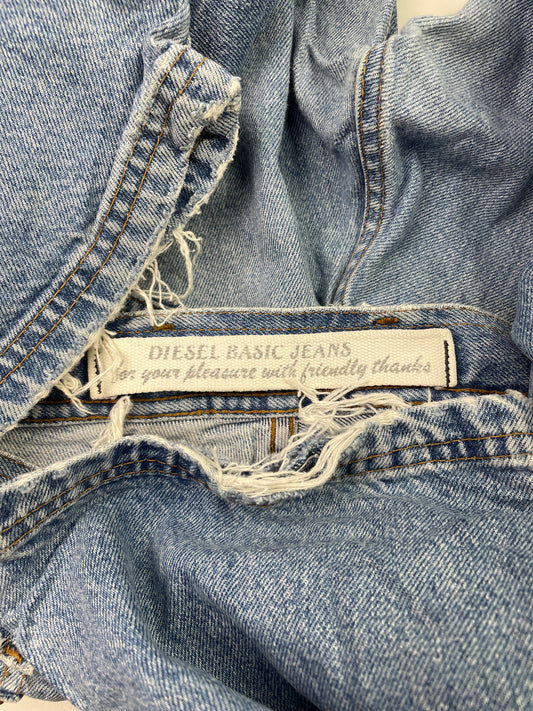 DIESEL BASIC JEANS
for your pleasure with friendly thanks